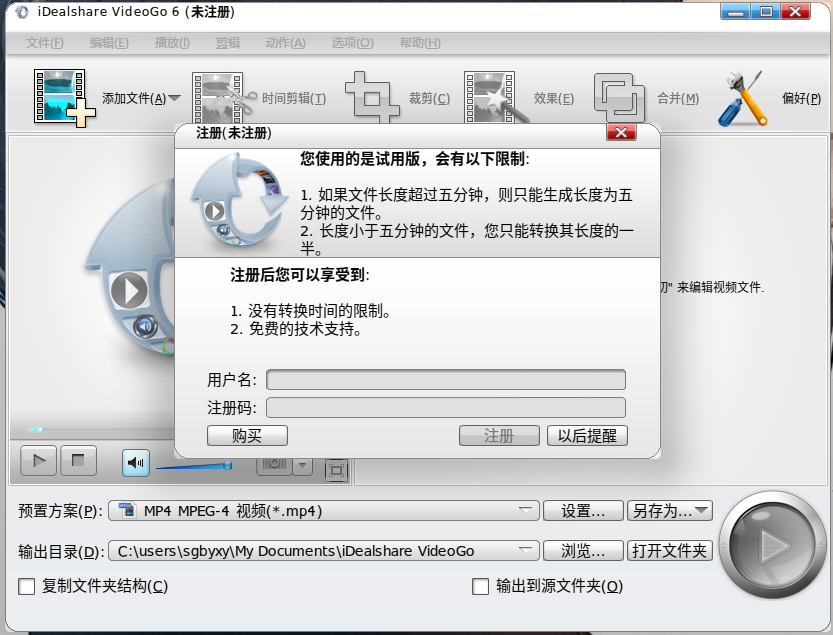 iDealshare VideoGo 6 (未注册)
文件(F) 编辑(E) 播放(I) 剪辑 动作(A) 选项(O) 帮助(H)
添加文件(A) 时间剪辑(T) 裁剪(C) 效果(E) 合并(M) 偏好(P)
注册(未注册)
您使用的是试用版，会有以下限制:
1. 如果文件长度超过五分钟，则只能生成长度为五
分钟的文件。
2. 长度小于五分钟的文件，您只能转换其长度的一
半。
注册后您可以享受到:
1. 没有转换时间的限制。
2. 免费的技术支持。
" 来编辑视频文件.
用户名:
注册码:
购买 注册 以后提醒
预置方案(P): MP4 MPEG-4 视频(*.mp4) 设置... 另存为...
输出目录(D): C:\users\sgbyxy\My Documents\iDealshare VideoGo 浏览... 打开文件夹
复制文件夹结构(C) 输出到源文件夹(O)